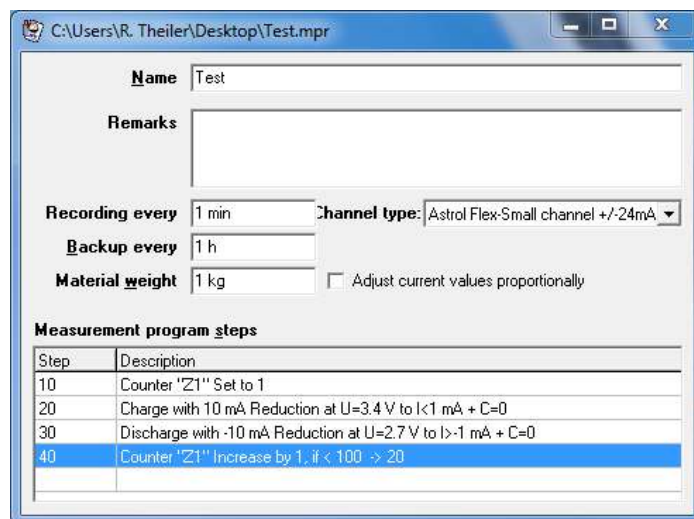 C:\Users\R. Theiler\Desktop\Test.mpr
Name Test
Remarks
Recording every 1 min Channel type: Astrol Flex-Small channel +/-24mA
Backup every 1 h
Material weight 1 kg Adjust current values proportionally
Measurement program steps
Step Description
10 Counter "Z1" Set to 1
20 Charge with 10 mA Reduction at U=3.4 V to I<1 mA + C=0
30 Discharge with -10 mA Reduction at U=2.7 V to I>-1 mA + C=0
40 Counter "Z1" Increase by 1, if < 100 -> 20